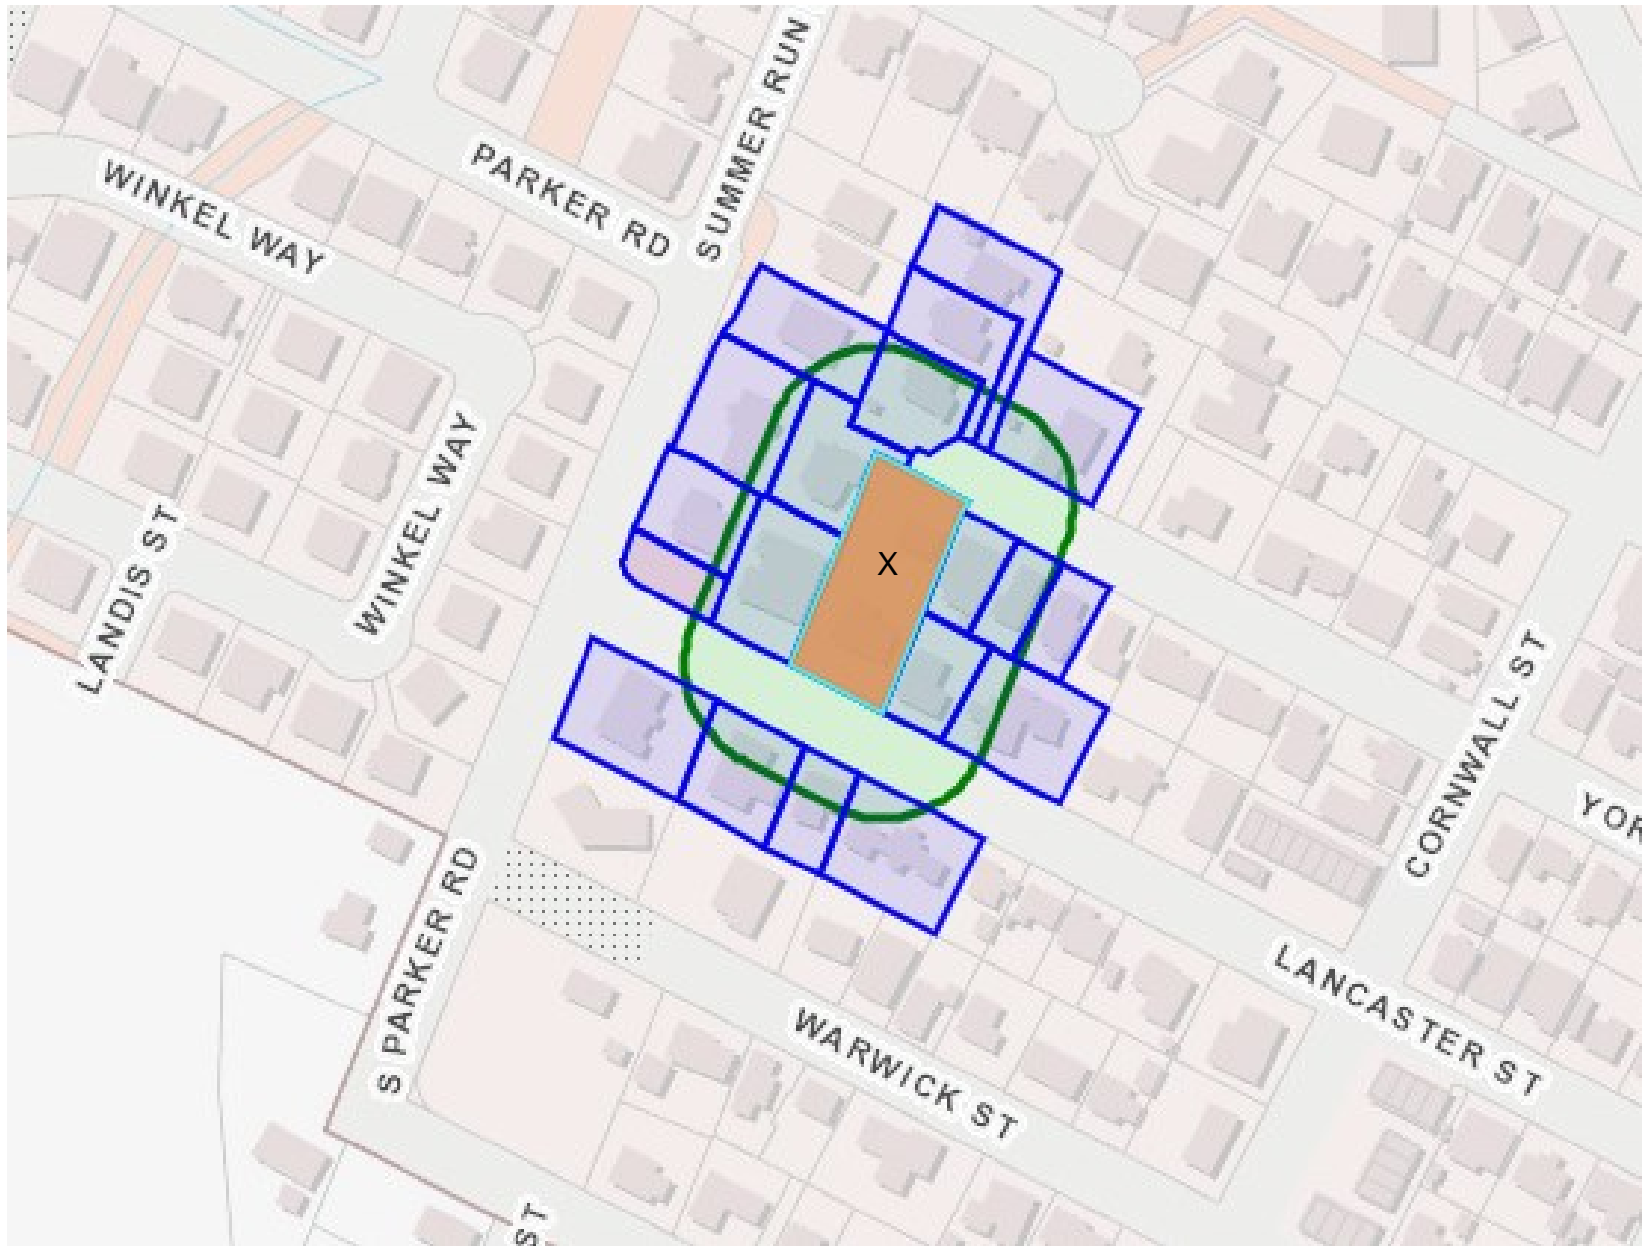 SUMMER RUN
PARKER RD
WINKEL WAY
WINKEL WAY
LANDIS ST
X
CORNWALL ST
YOR
S PARKER RD
LANCASTER ST
WARWICK ST
ST